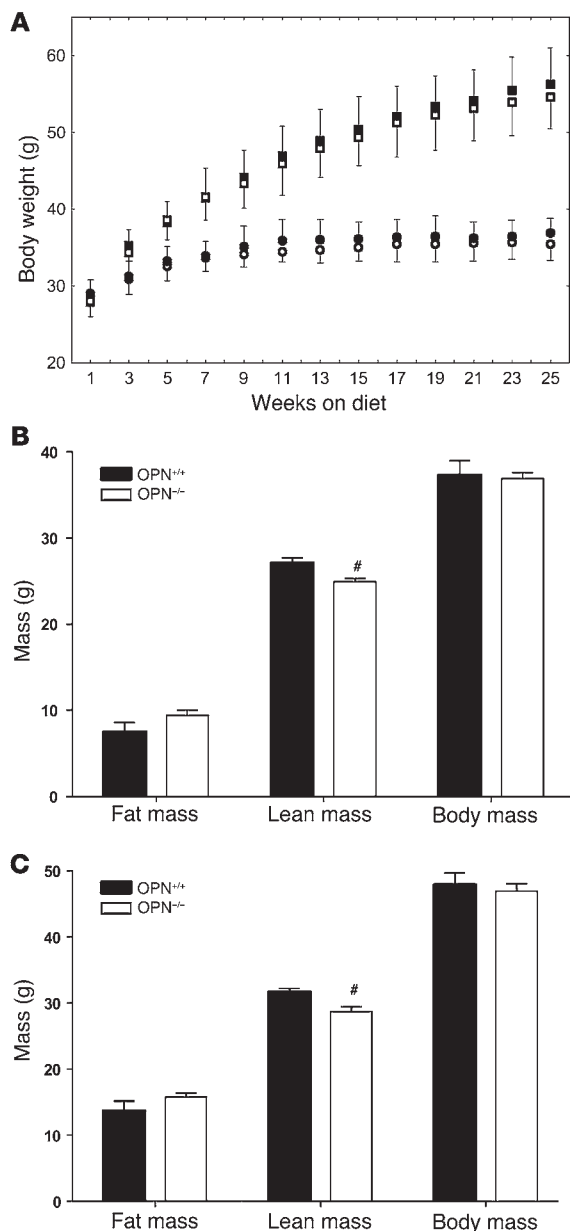 A
60
50
40
30
20
Body weight (g)
1 3 5 7 9 11 13 15 17 19 21 23 25
Weeks on diet
B
40
30
20
10
0
Mass (g)
OPN+/+
OPN−/−
#
Fat mass Lean mass Body mass
C
50
40
30
20
10
0
Mass (g)
OPN+/+
OPN−/−
#
Fat mass Lean mass Body mass